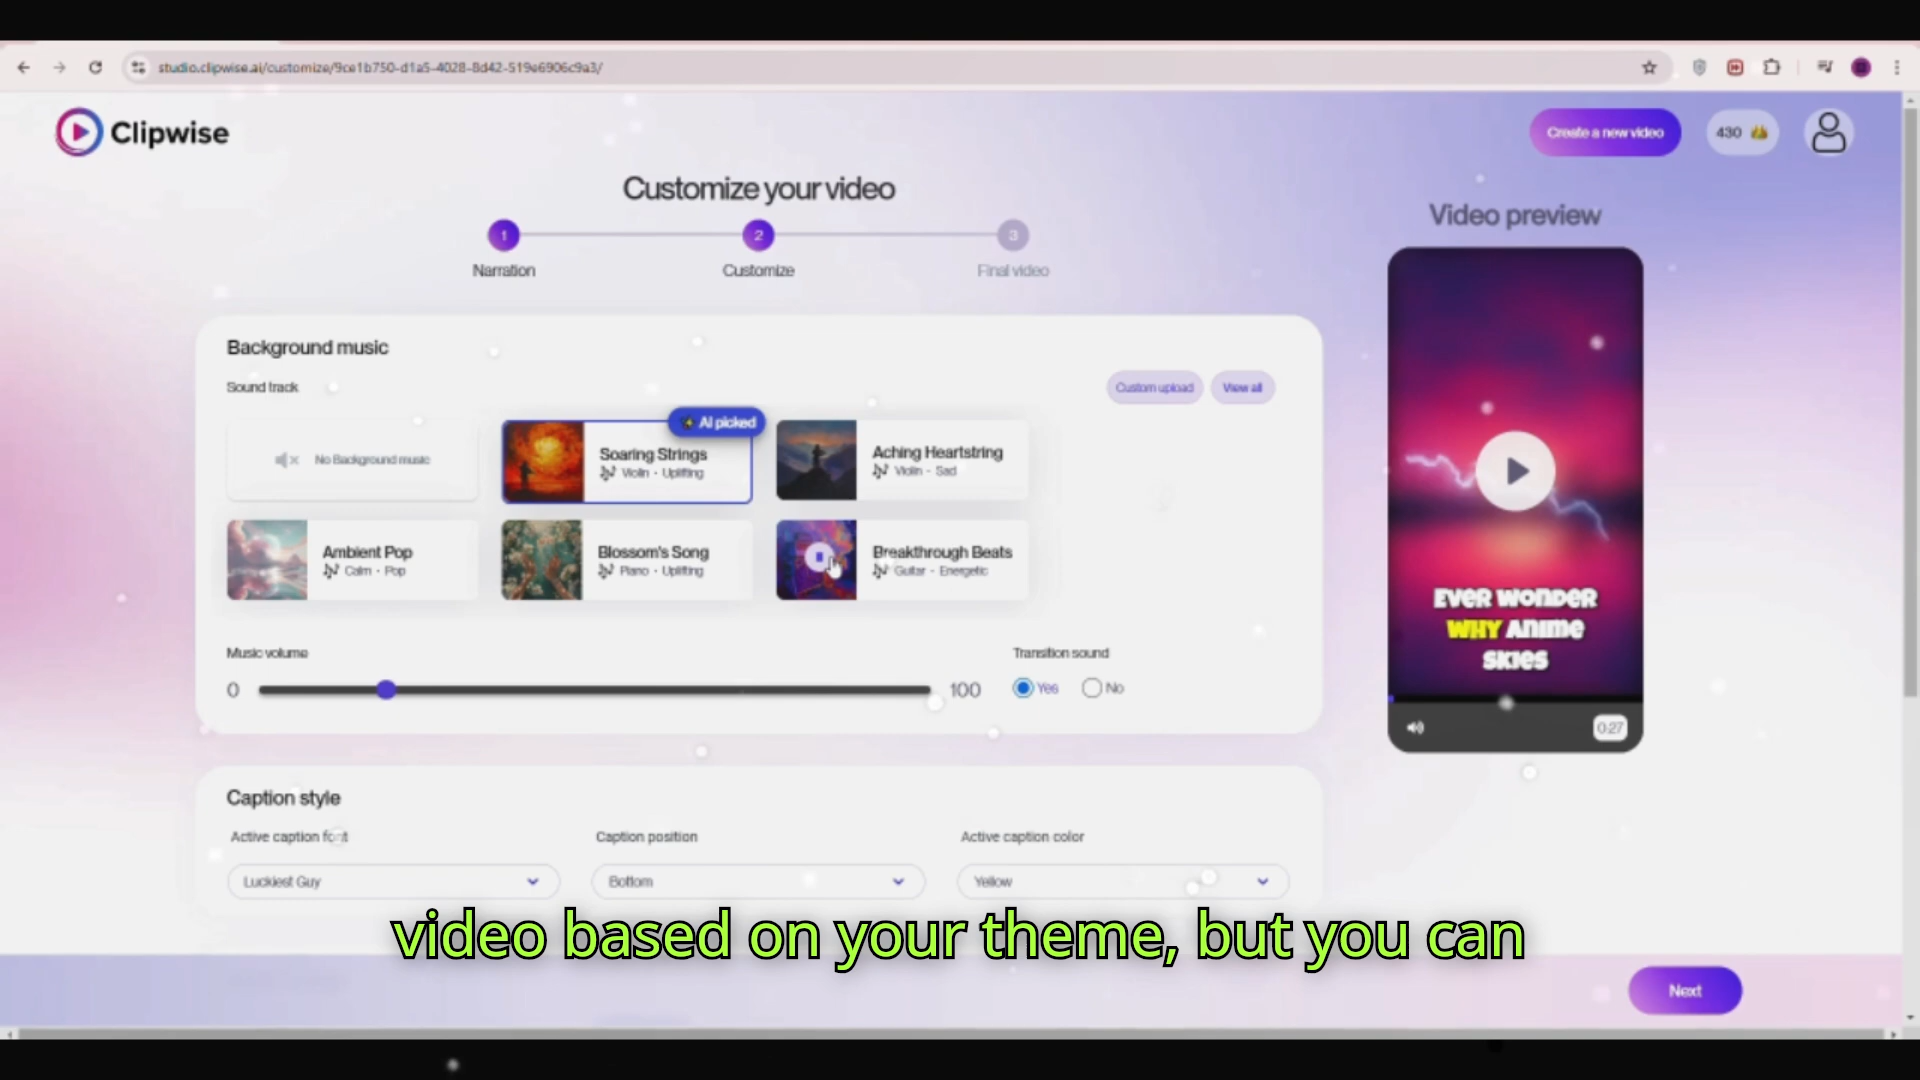 studio.clipwise.ai/customize/9ce1b750-d1a5-4028-8d42-519e6906c9a3/
Clipwise
Create a new video
430
Customize your video
1
2
3
Narration
Customize
Final video
Video preview
Background music
Sound track
Custom upload
View all
No Background music
AI picked
Soaring Strings
Violin - Uplifting
Aching Heartstring
Violin - Sad
Ambient Pop
Calm - Pop
Blossom's Song
Piano - Uplifting
Breakthrough Beats
Guitar - Energetic
Music volume
0
100
Transition sound
Yes
No
Ever wonder
why anime
skies
0:27
Caption style
Active caption font
Caption position
Active caption color
Luckiest Guy
Bottom
Yellow
video based on your theme, but you can
Next